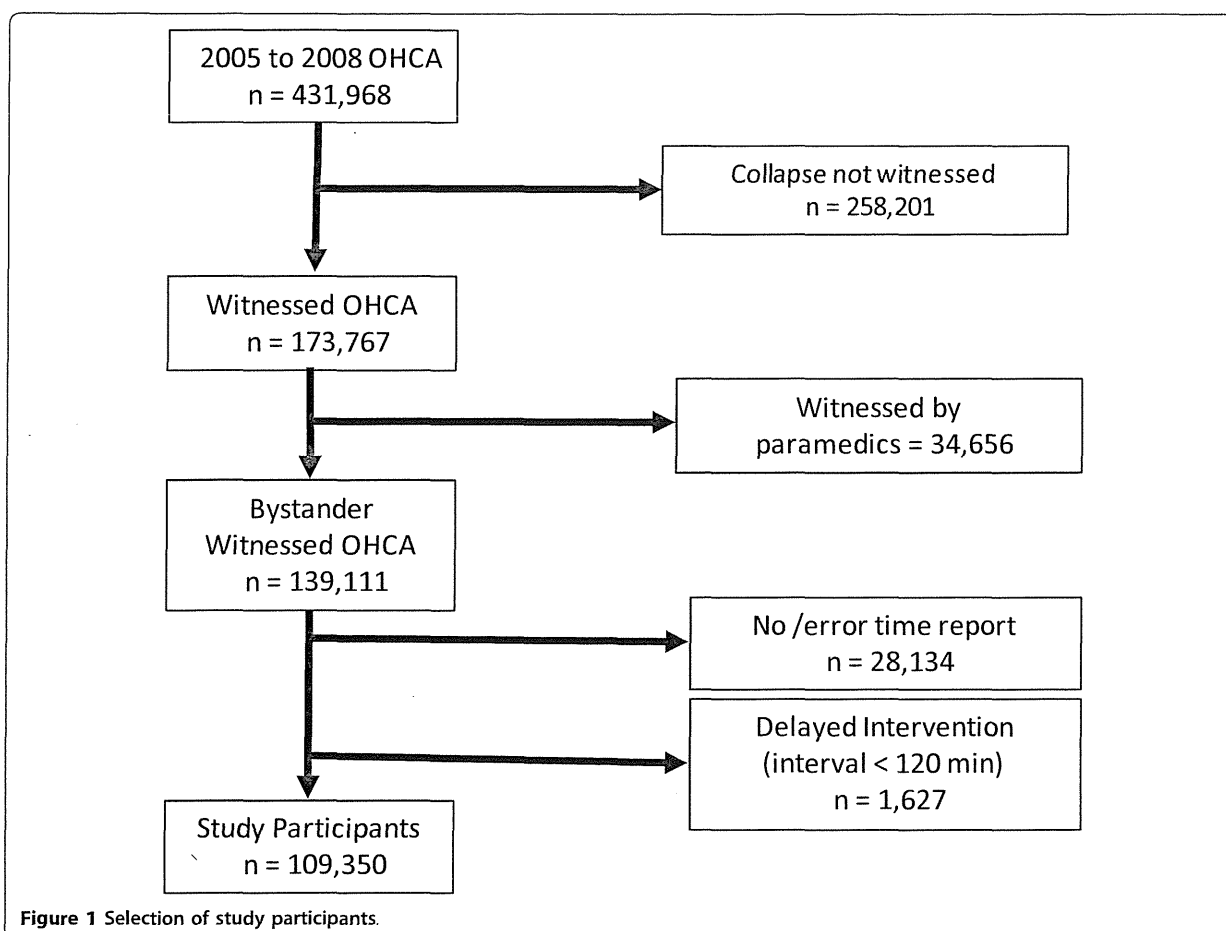 2005 to 2008 OHCA
n = 431,968
Collapse not witnessed
n = 258,201
Witnessed OHCA
n = 173,767
Witnessed by
paramedics = 34,656
Bystander
Witnessed OHCA
n = 139,111
No /error time report
n = 28,134
Delayed Intervention
(interval < 120 min)
n = 1,627
Study Participants
n = 109,350
Figure 1 Selection of study participants.